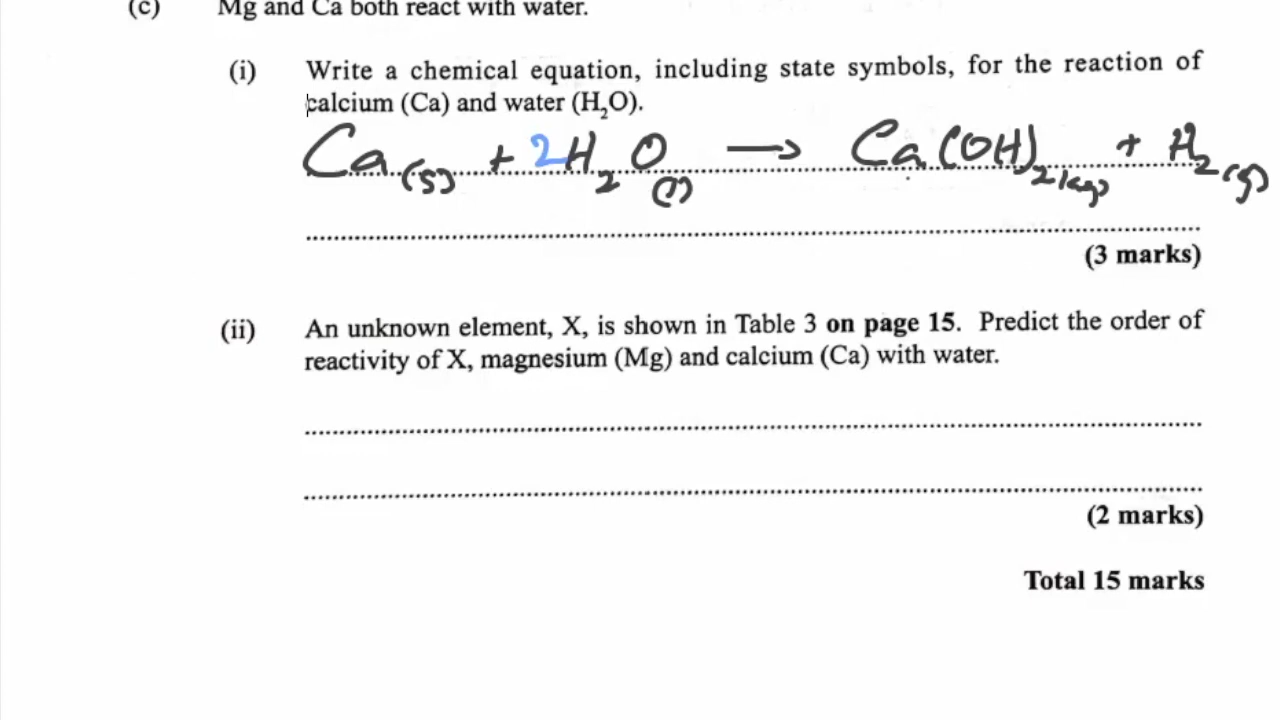 (c) Mg and Ca both react with water.
(i) Write a chemical equation, including state symbols, for the reaction of
calcium (Ca) and water (H₂O).
Ca(s) + 2H₂O(l) → Ca(OH)₂(aq) + H₂(g)
(3 marks)
(ii) An unknown element, X, is shown in Table 3 on page 15. Predict the order of
reactivity of X, magnesium (Mg) and calcium (Ca) with water.
(2 marks)
Total 15 marks